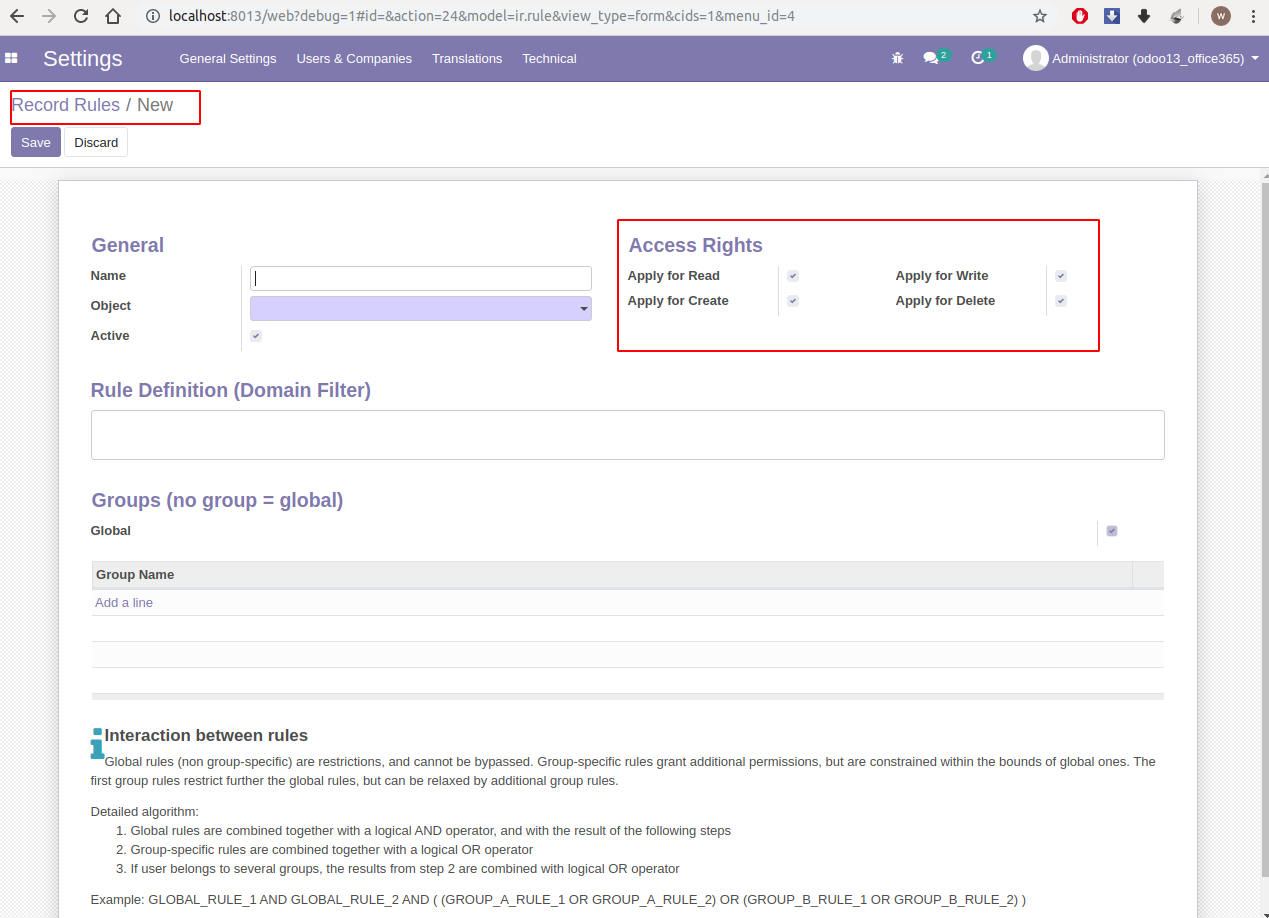 localhost:8013/web?debug=1#id=&action=24&model=ir.rule&view_type=form&cids=1&menu_id=4
W
Settings General Settings Users & Companies Translations Technical 2 1 Administrator (odoo13_office365)
Record Rules / New
Save Discard
General Access Rights
Name Apply for Read Apply for Write
Object Apply for Create Apply for Delete
Active
Rule Definition (Domain Filter)
Groups (no group = global)
Global
Group Name
Add a line
Interaction between rules
Global rules (non group-specific) are restrictions, and cannot be bypassed. Group-specific rules grant additional permissions, but are constrained within the bounds of global ones. The
first group rules restrict further the global rules, but can be relaxed by additional group rules.
Detailed algorithm:
1. Global rules are combined together with a logical AND operator, and with the result of the following steps
2. Group-specific rules are combined together with a logical OR operator
3. If user belongs to several groups, the results from step 2 are combined with logical OR operator
Example: GLOBAL_RULE_1 AND GLOBAL_RULE_2 AND ( (GROUP_A_RULE_1 OR GROUP_A_RULE_2) OR (GROUP_B_RULE_1 OR GROUP_B_RULE_2) )